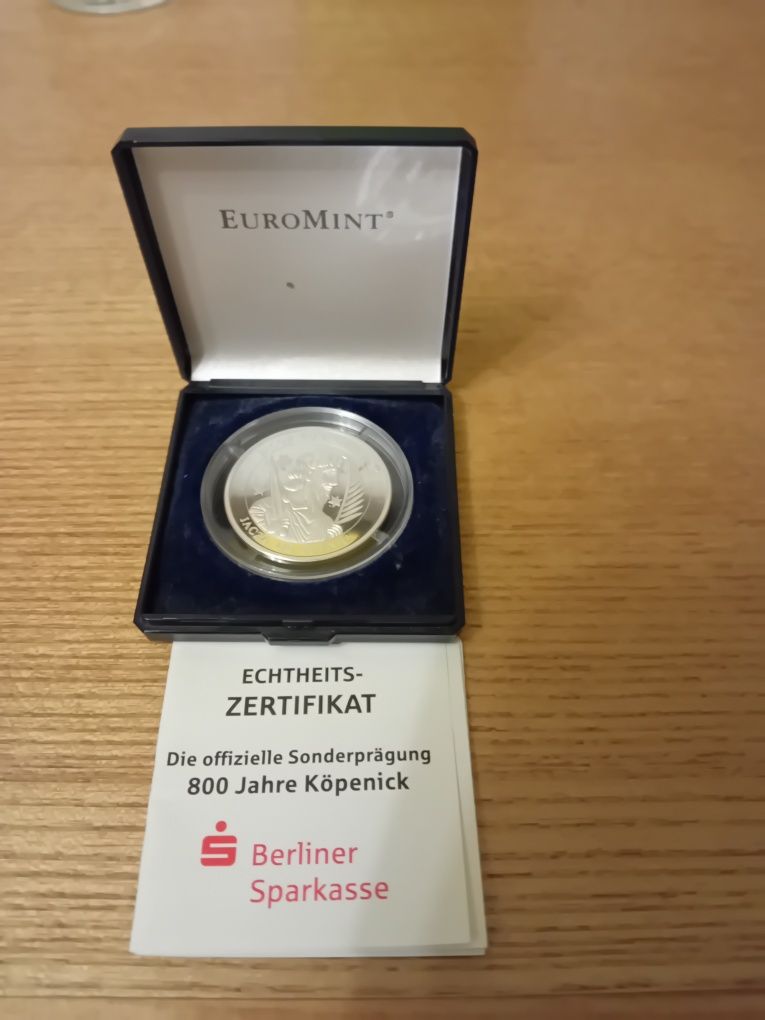 EUROMINT®
ECHTHEITS-
ZERTIFIKAT
Die offizielle Sonderprägung
800 Jahre Köpenick
Berliner
Sparkasse